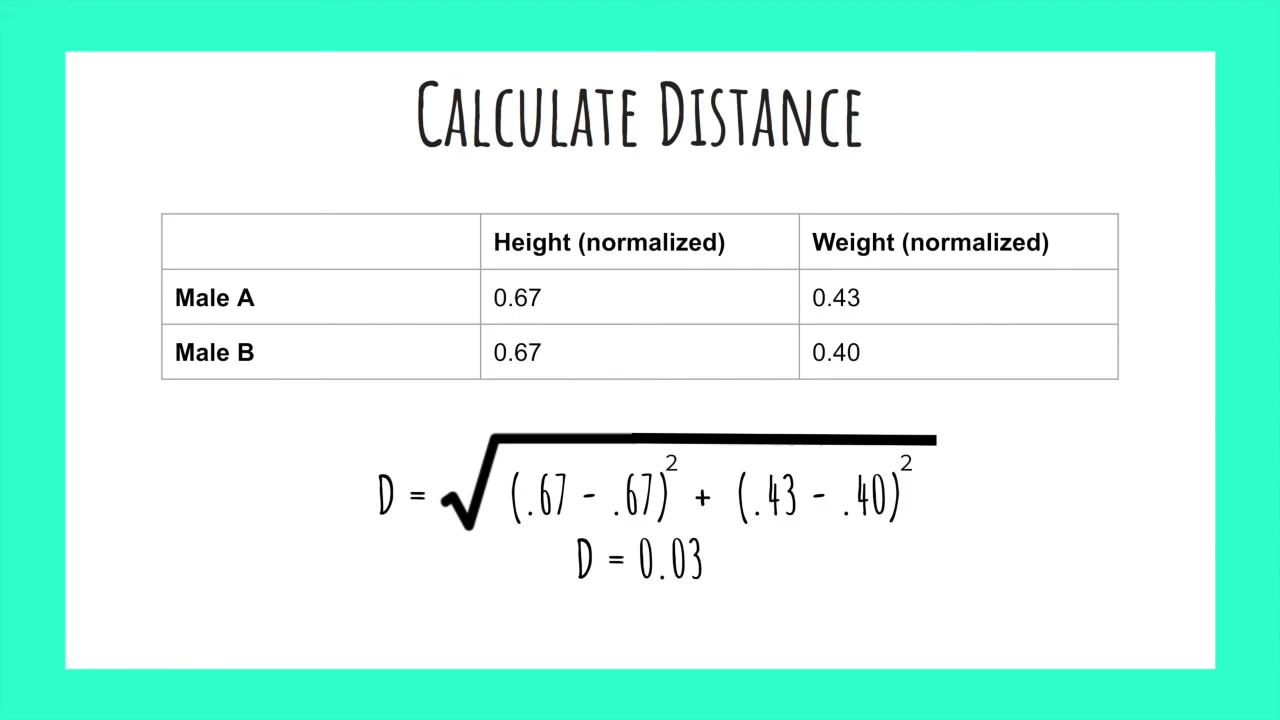 CALCULATE DISTANCE
Height (normalized) Weight (normalized)
Male A 0.67 0.43
Male B 0.67 0.40
D = √(.67 - .67)² + (.43 - .40)²
D = 0.03